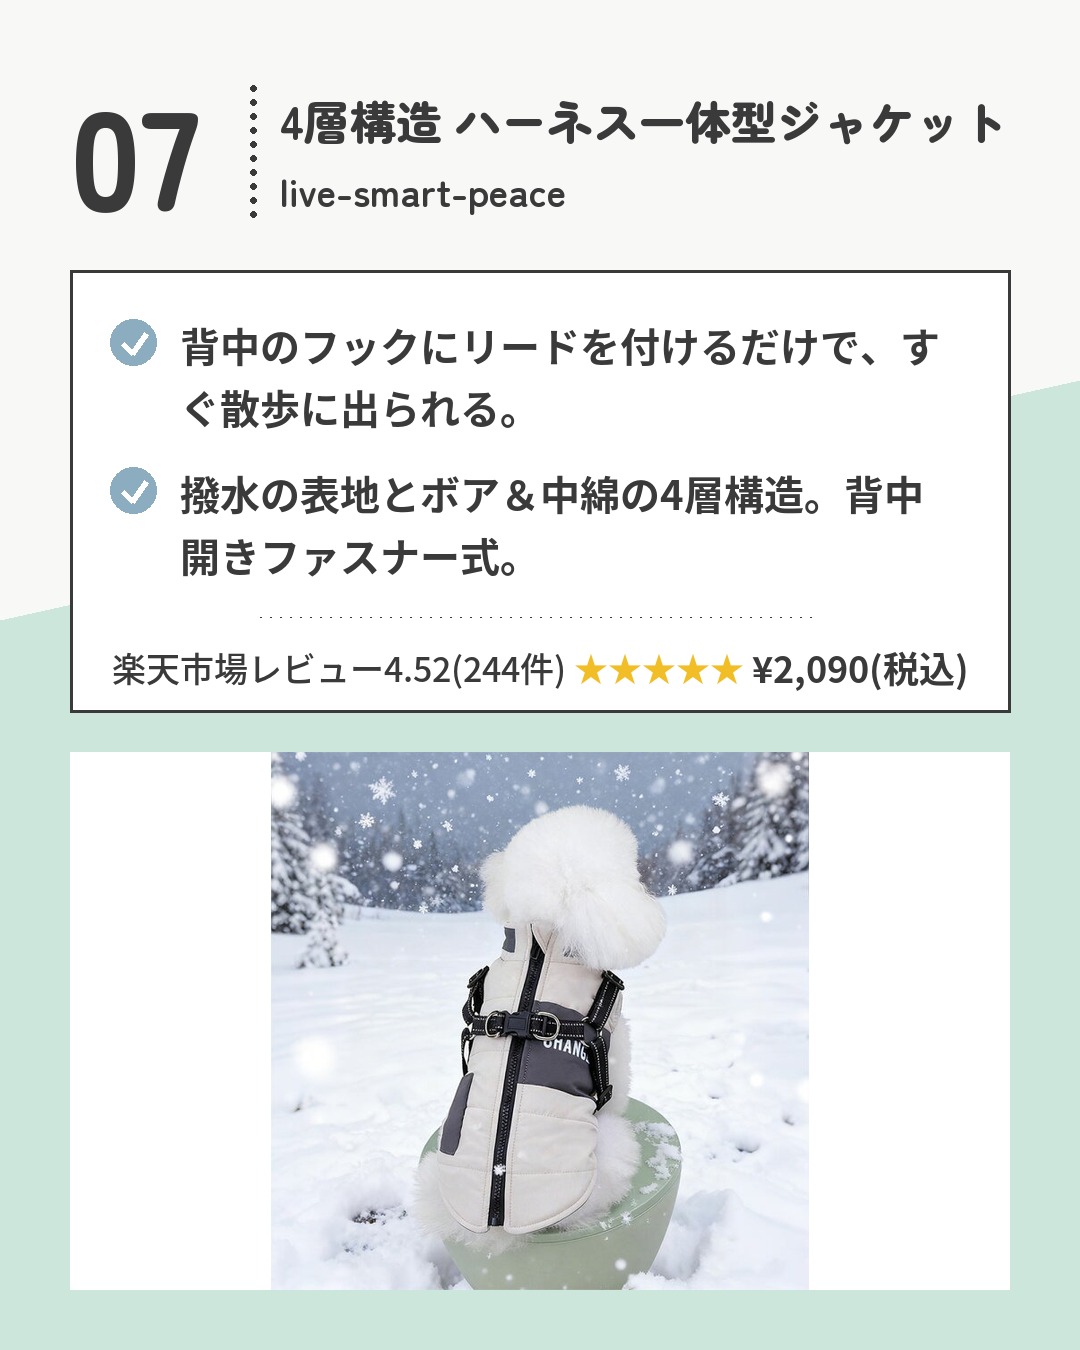 07
4層構造 ハーネス一体型ジャケット
live-smart-peace
背中のフックにリードを付けるだけで、す
ぐ散歩に出られる。
撥水の表地とボア＆中綿の4層構造。背中
開きファスナー式。
楽天市場レビュー4.52(244件) ★★★★★ ¥2,090(税込)